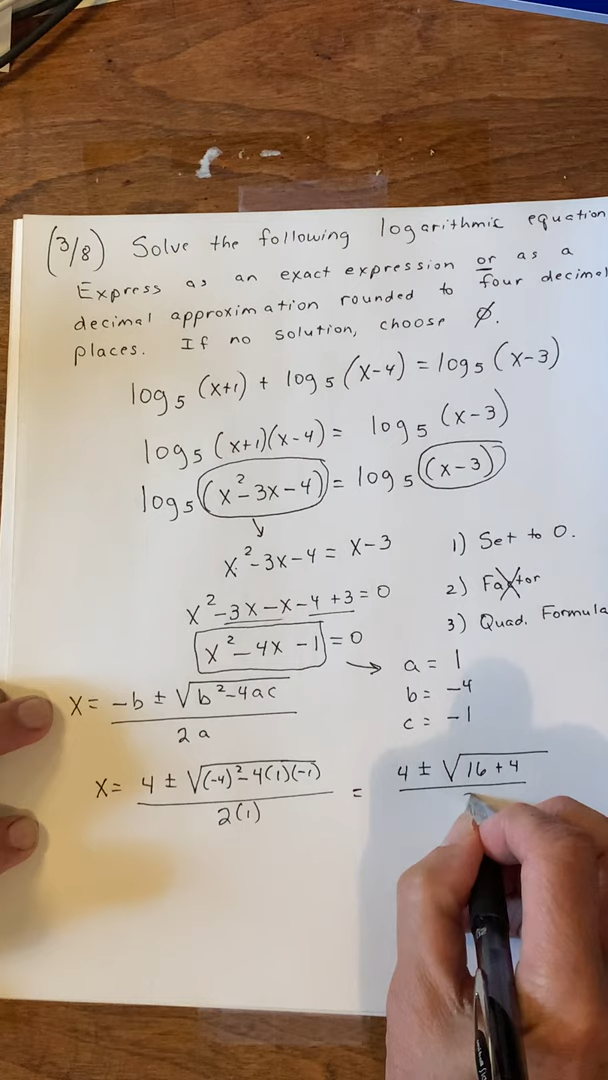 (3/8) Solve the following logarithmic equation
Express as an exact expression or as a
decimal approximation rounded to four decimal
places. If no solution, choose ∅.
log₅(x+1) + log₅(x-4) = log₅(x-3)
log₅(x+1)(x-4) = log₅(x-3)
log₅(x²-3x-4) = log₅(x-3)
x²-3x-4 = x-3
1) Set to 0.
x²-3x-x-4+3=0
2) Factor
x²-4x-1=0
3) Quad. Formula
→ a = 1
b = -4
c = -1
x = -b ± √b²-4ac / 2a
x = 4 ± √(-4)²-4(1)(-1) / 2(1) = 4 ± √16+4